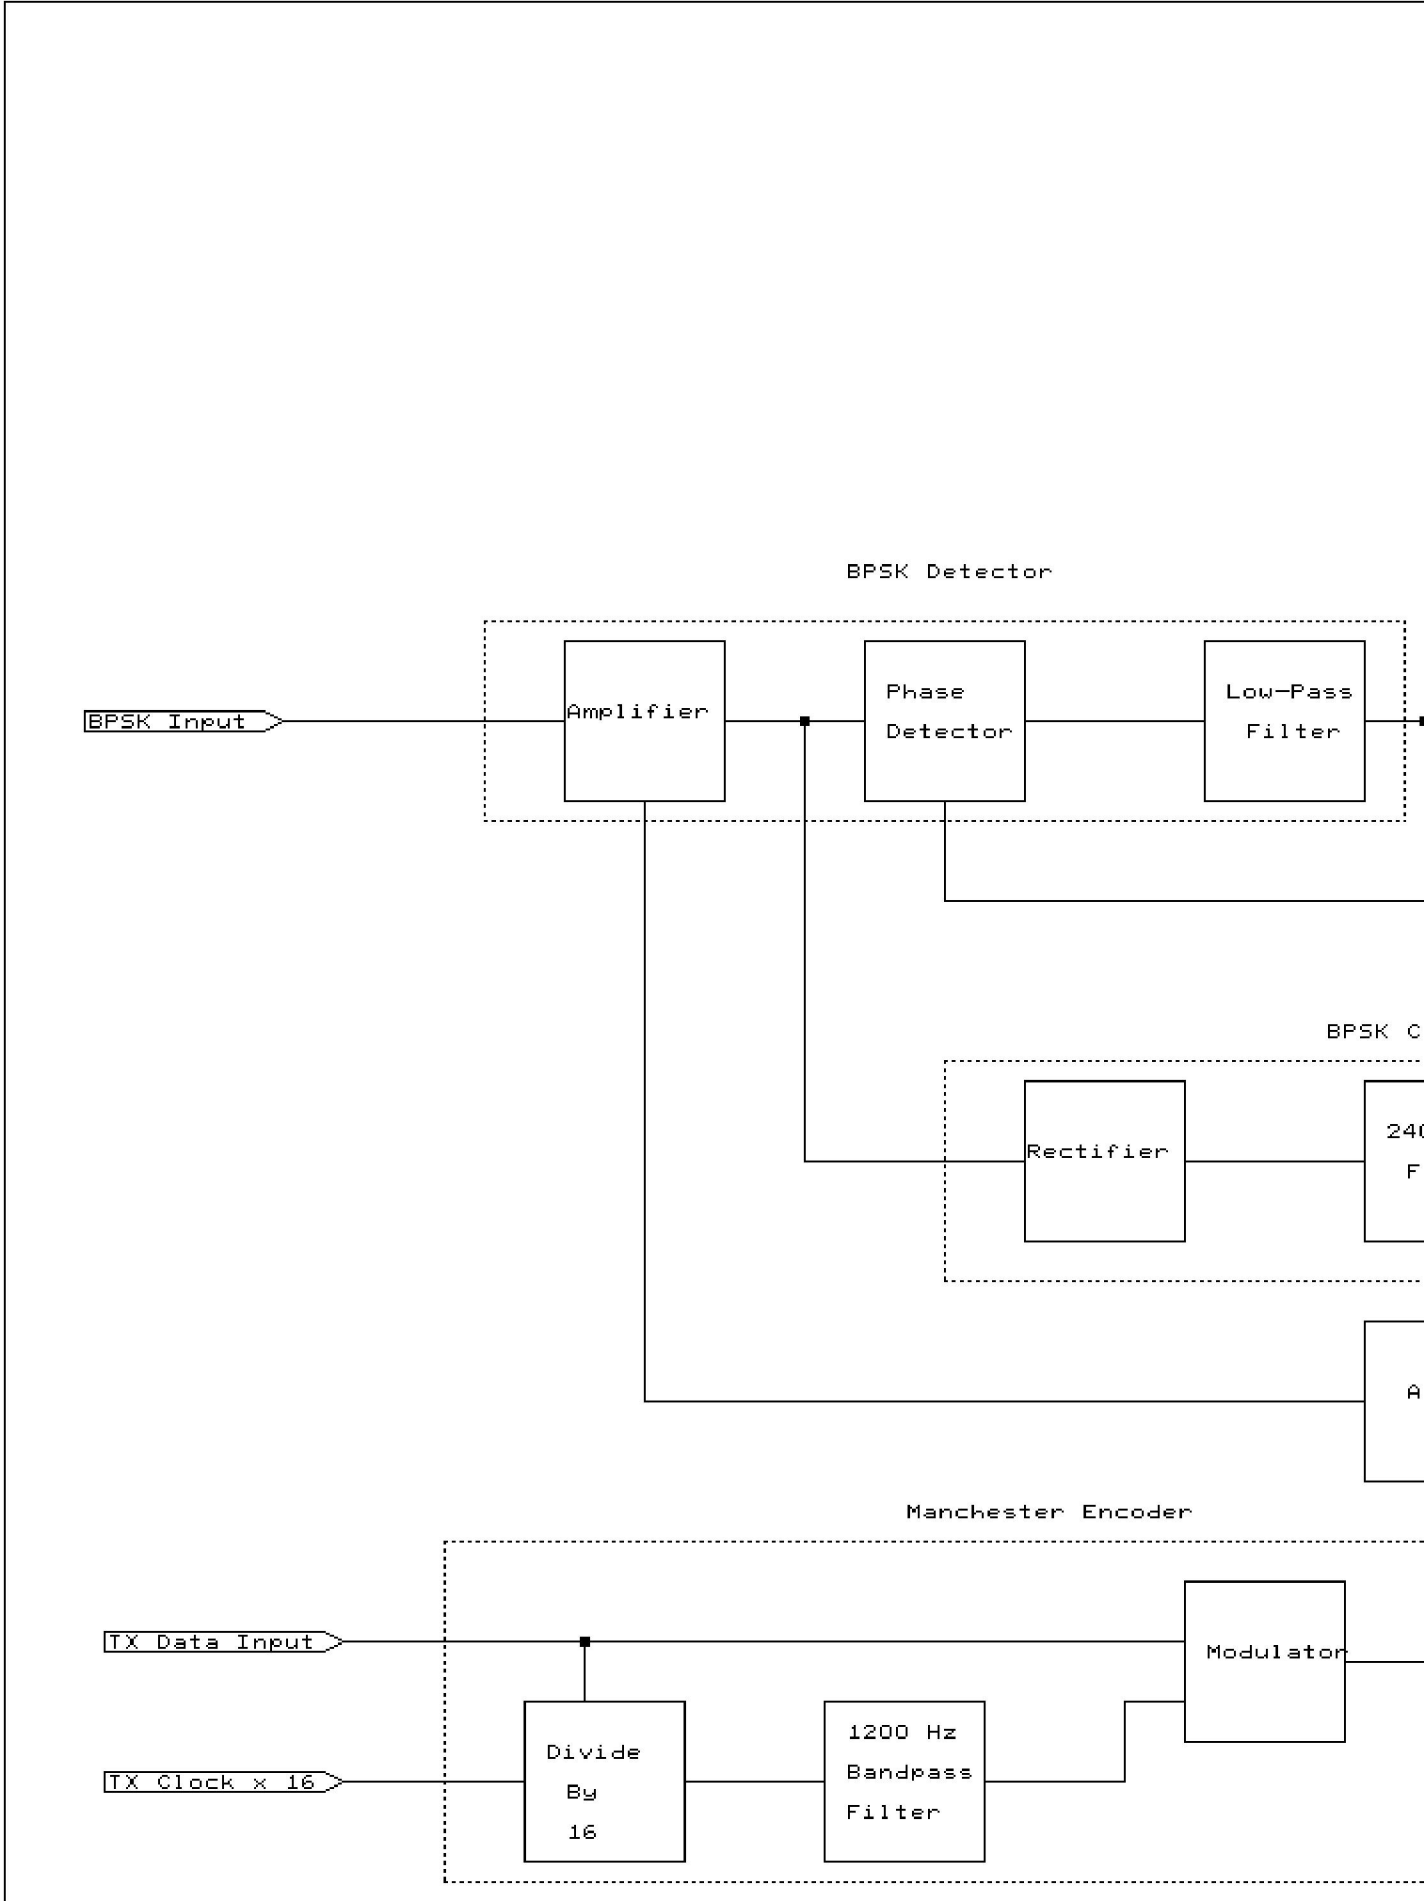 BPSK Detector
Amplifier
Phase
Detector
Low-Pass
Filter
BPSK Input
BPSK C
Rectifier
240
F
A
Manchester Encoder
TX Data Input
Modulator
1200 Hz
Bandpass
Filter
Divide
By
16
TX Clock x 16